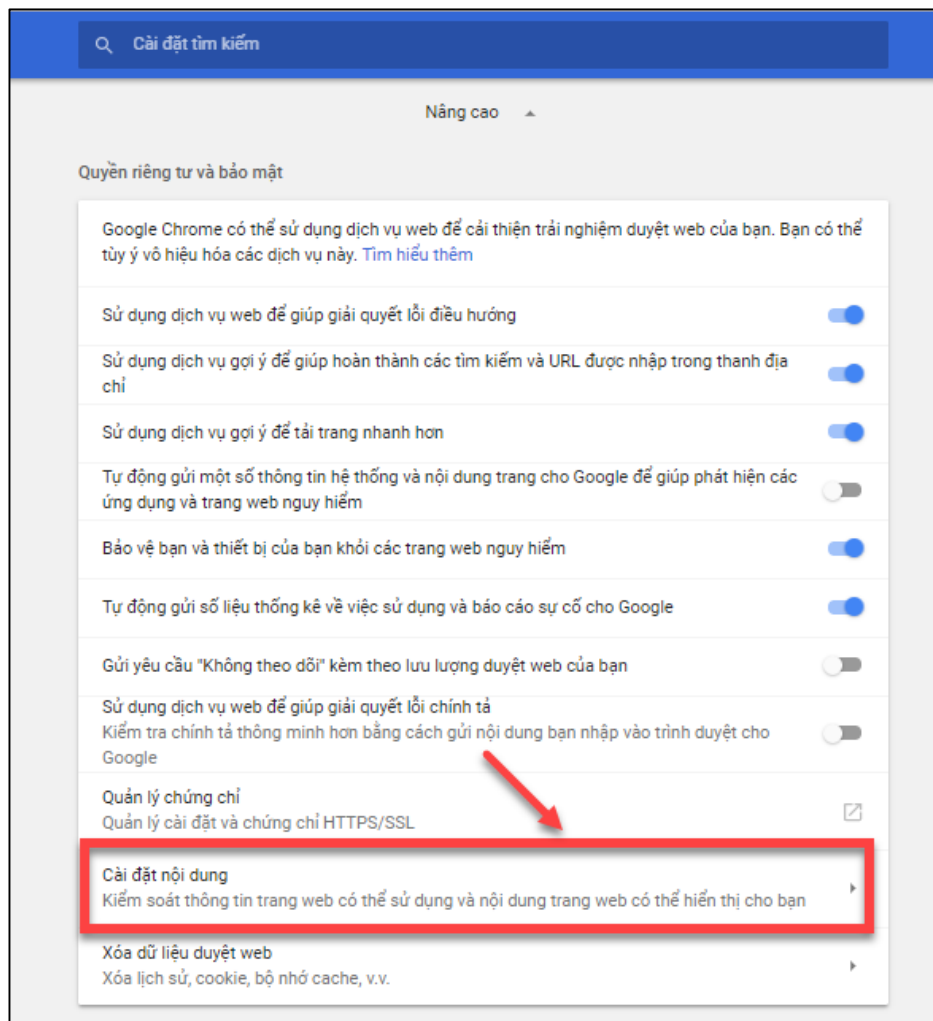 Cài đặt tìm kiếm
Nâng cao
Quyền riêng tư và bảo mật
Google Chrome có thể sử dụng dịch vụ web để cải thiện trải nghiệm duyệt web của bạn. Bạn có thể
tùy ý vô hiệu hóa các dịch vụ này. Tìm hiểu thêm
Sử dụng dịch vụ web để giúp giải quyết lỗi điều hướng
Sử dụng dịch vụ gợi ý để giúp hoàn thành các tìm kiếm và URL được nhập trong thanh địa
chỉ
Sử dụng dịch vụ gợi ý để tải trang nhanh hơn
Tự động gửi một số thông tin hệ thống và nội dung trang cho Google để giúp phát hiện các
ứng dụng và trang web nguy hiểm
Bảo vệ bạn và thiết bị của bạn khỏi các trang web nguy hiểm
Tự động gửi số liệu thống kê về việc sử dụng và báo cáo sự cố cho Google
Gửi yêu cầu "Không theo dõi" kèm theo lưu lượng duyệt web của bạn
Sử dụng dịch vụ web để giúp giải quyết lỗi chính tả
Kiểm tra chính tả thông minh hơn bằng cách gửi nội dung bạn nhập vào trình duyệt cho
Google
Quản lý chứng chỉ
Quản lý cài đặt và chứng chỉ HTTPS/SSL
Cài đặt nội dung
Kiểm soát thông tin trang web có thể sử dụng và nội dung trang web có thể hiển thị cho bạn
Xóa dữ liệu duyệt web
Xóa lịch sử, cookie, bộ nhớ cache, v.v.